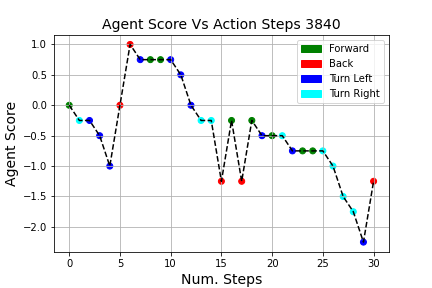 Agent Score Vs Action Steps 3840
Agent Score
1.0
0.5
0.0
−0.5
−1.0
−1.5
−2.0
Forward
Back
Turn Left
Turn Right
0 5 10 15 20 25 30
Num. Steps